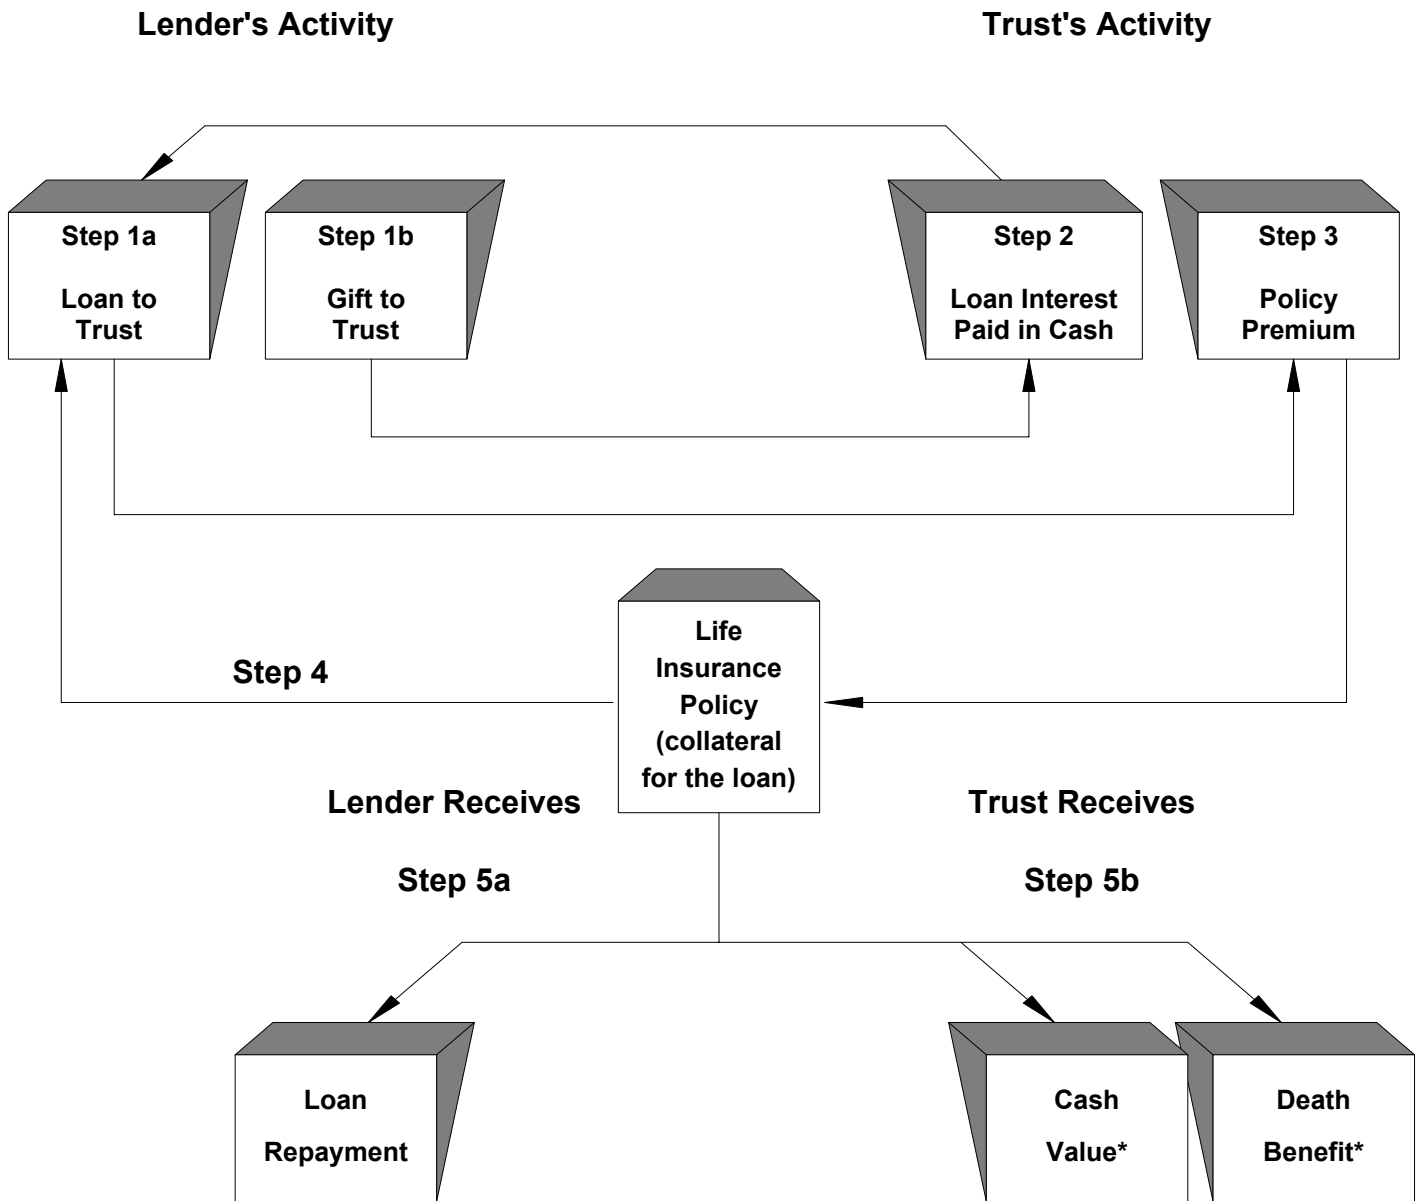 Lender's Activity
Trust's Activity
Step 1a
Loan to
Trust
Step 1b
Gift to
Trust
Step 2
Loan Interest
Paid in Cash
Step 3
Policy
Premium
Life
Insurance
Policy
(collateral
for the loan)
Step 4
Lender Receives
Trust Receives
Step 5a
Step 5b
Loan
Repayment
Cash
Value*
Death
Benefit*